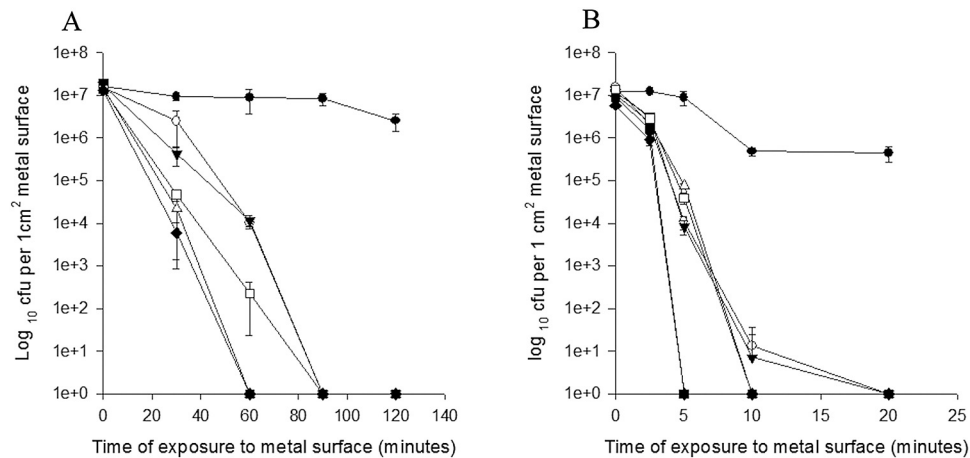 A
1e+8
1e+7
1e+6
1e+5
1e+4
1e+3
1e+2
1e+1
1e+0
Log 10 cfu per 1cm2 metal surface
0 20 40 60 80 100 120 140
Time of exposure to metal surface (minutes)
B
1e+8
1e+7
1e+6
1e+5
1e+4
1e+3
1e+2
1e+1
1e+0
log 10 cfu per 1 cm2 metal surface
0 5 10 15 20 25
Time of exposure to metal surface (minutes)